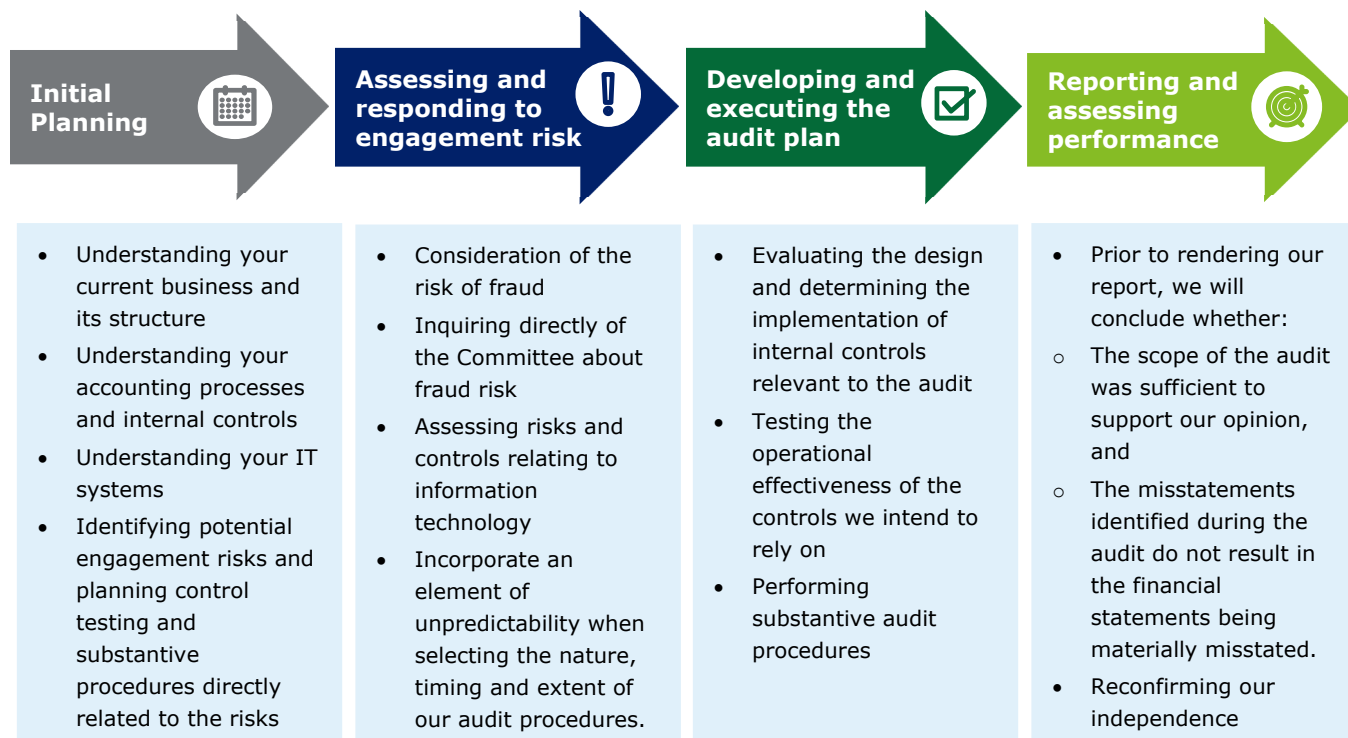 Initial
Planning
Assessing and
responding to
engagement risk
Developing and
executing the
audit plan
Reporting and
assessing
performance
• Understanding your
current business and
its structure
• Understanding your
accounting processes
and internal controls
• Understanding your IT
systems
• Identifying potential
engagement risks and
planning control
testing and
substantive
procedures directly
related to the risks
• Consideration of the
risk of fraud
• Inquiring directly of
the Committee about
fraud risk
• Assessing risks and
controls relating to
information
technology
• Incorporate an
element of
unpredictability when
selecting the nature,
timing and extent of
our audit procedures.
• Evaluating the design
and determining the
implementation of
internal controls
relevant to the audit
• Testing the
operational
effectiveness of the
controls we intend to
rely on
• Performing
substantive audit
procedures
• Prior to rendering our
report, we will
conclude whether:
o The scope of the audit
was sufficient to
support our opinion,
and
o The misstatements
identified during the
audit do not result in
the financial
statements being
materially misstated.
• Reconfirming our
independence